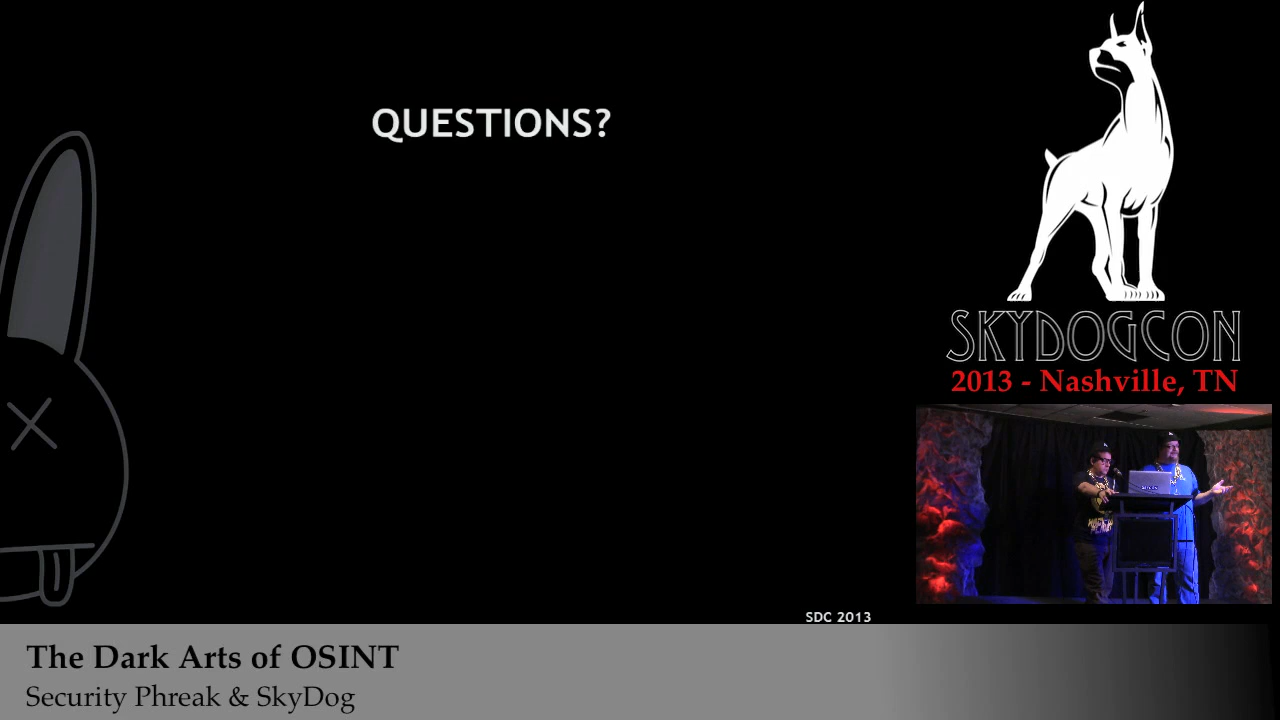 QUESTIONS?
SKYDOGCON
2013 - Nashville, TN
SDC 2013
The Dark Arts of OSINT
Security Phreak & SkyDog